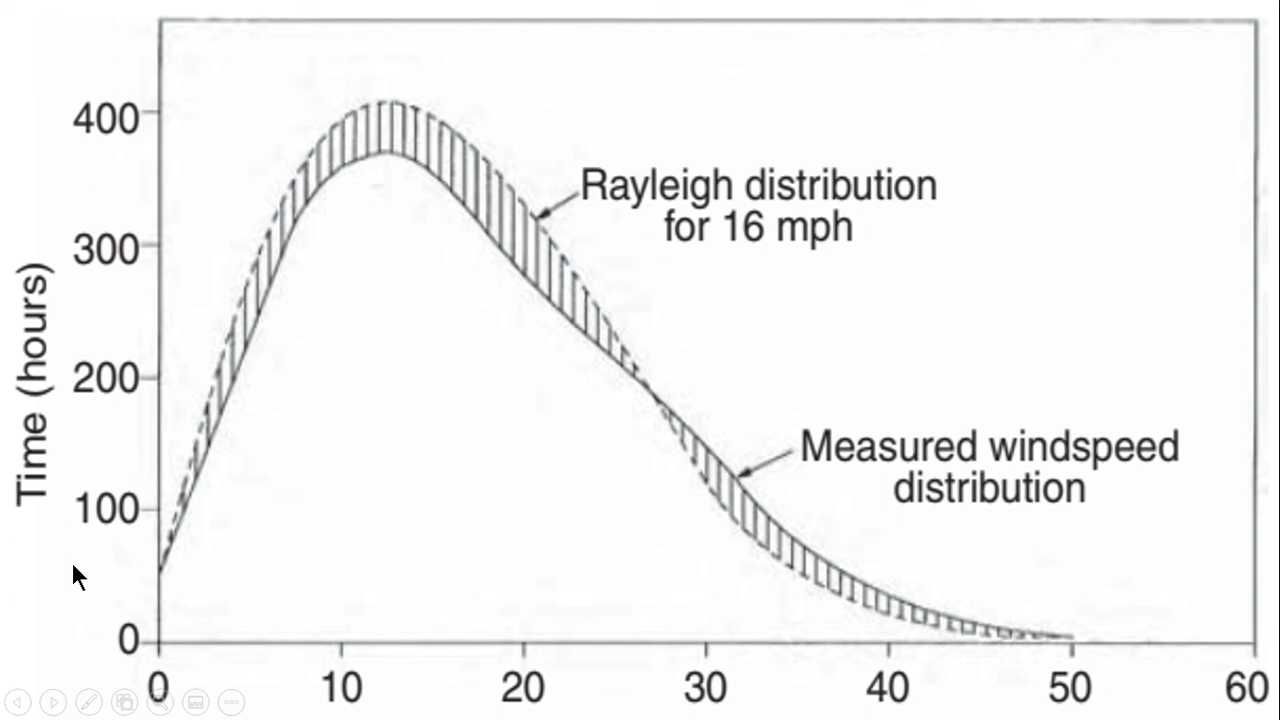 400
300
200
100
0
Time (hours)
Rayleigh distribution
for 16 mph
Measured windspeed
distribution
0 10 20 30 40 50 60